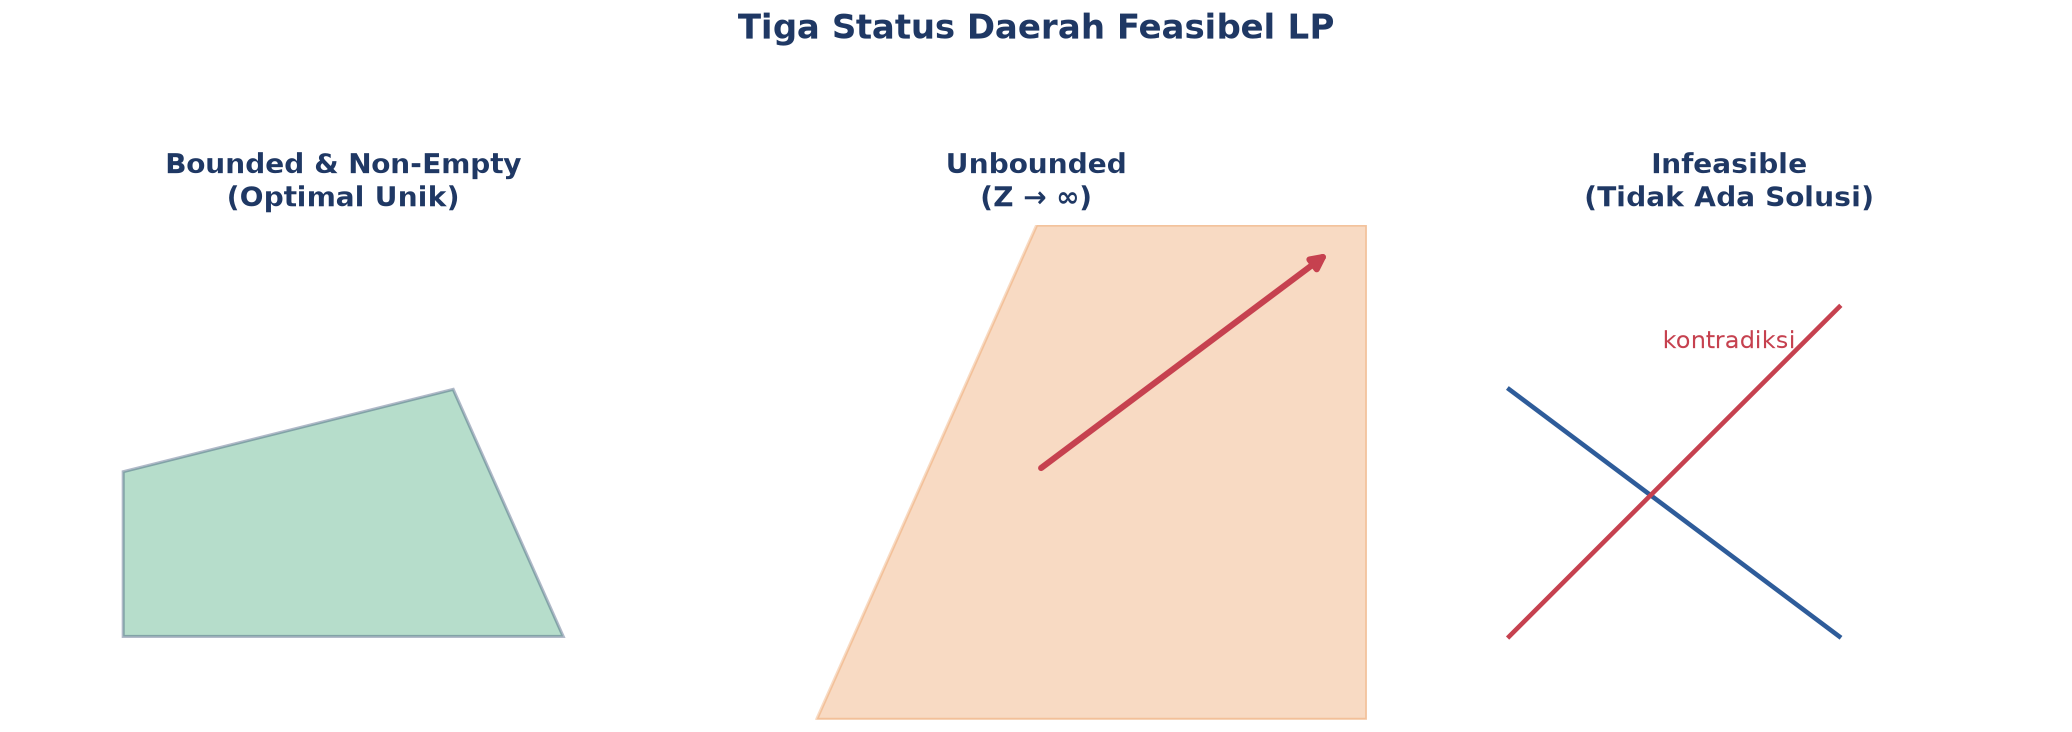 Tiga Status Daerah Feasibel LP
Bounded & Non-Empty
(Optimal Unik)
Unbounded
(Z → ∞)
Infeasible
(Tidak Ada Solusi)
kontradiksi